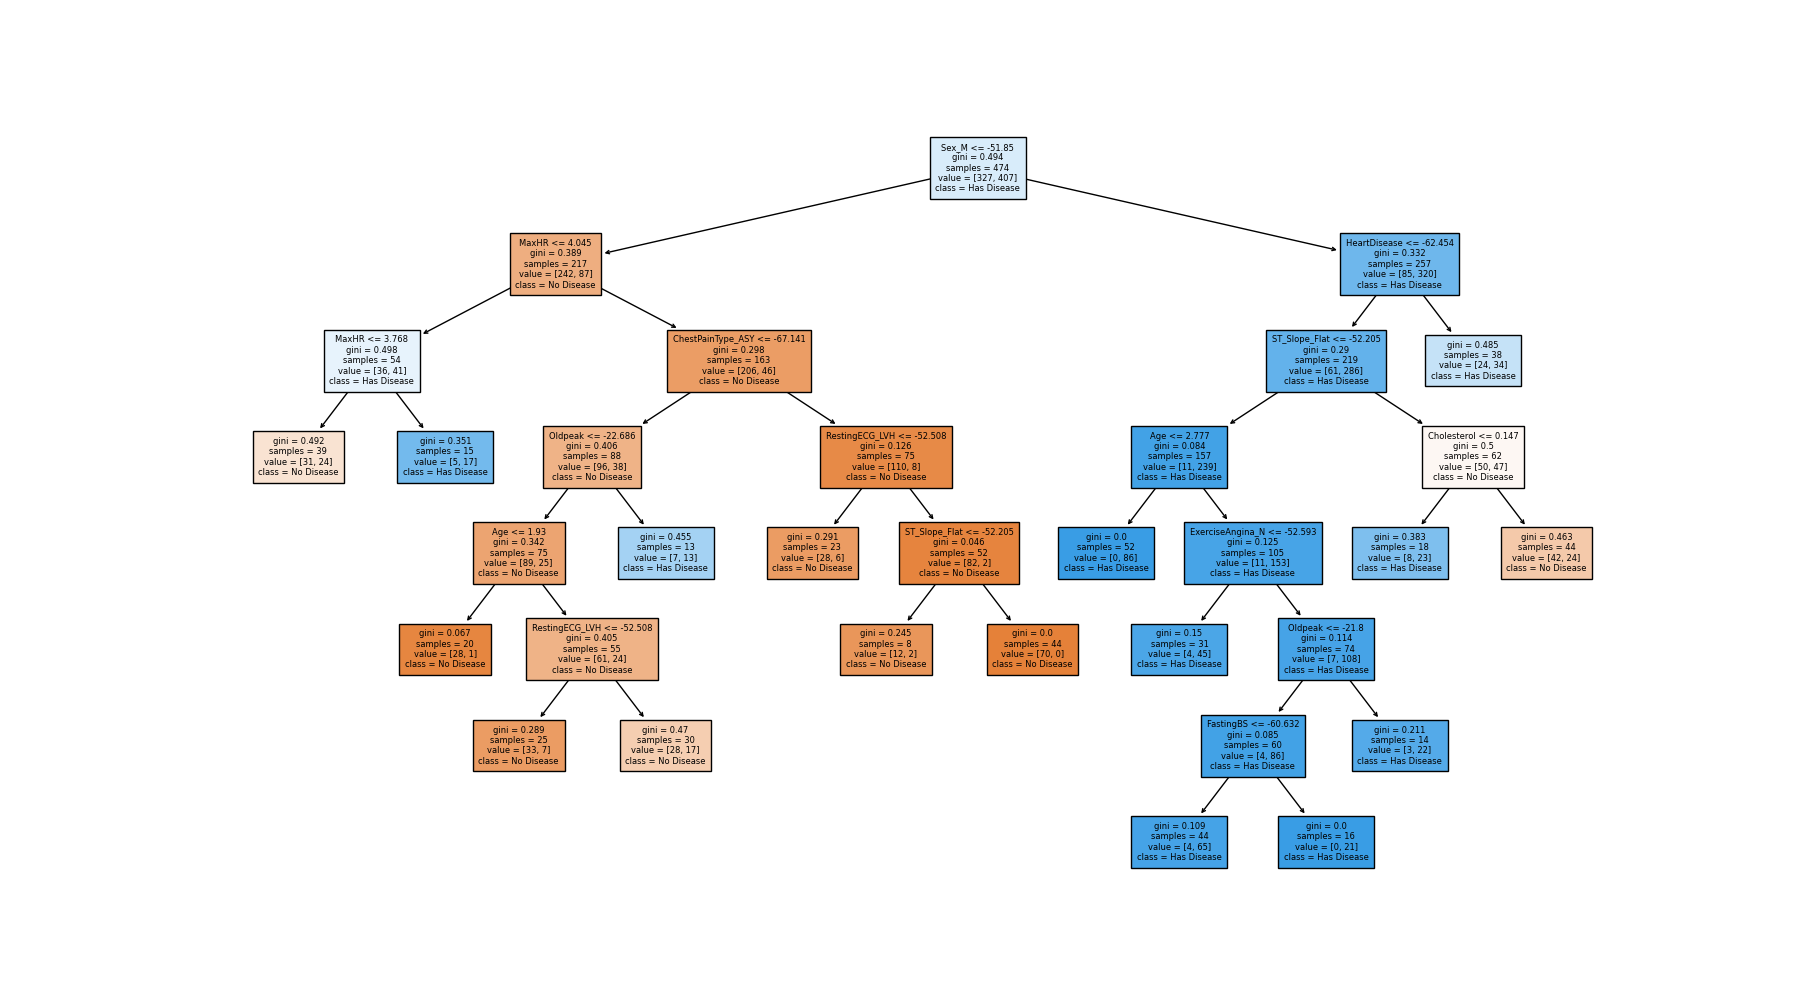 Sex_M <= -51.85
gini = 0.494
samples = 474
value = [327, 407]
class = Has Disease
MaxHR <= 4.045
gini = 0.389
samples = 217
value = [242, 87]
class = No Disease
HeartDisease <= -62.454
gini = 0.332
samples = 257
value = [85, 320]
class = Has Disease
MaxHR <= 3.768
gini = 0.498
samples = 54
value = [36, 41]
class = Has Disease
ChestPainType_ASY <= -67.141
gini = 0.298
samples = 163
value = [206, 46]
class = No Disease
ST_Slope_Flat <= -52.205
gini = 0.29
samples = 219
value = [61, 286]
class = Has Disease
gini = 0.485
samples = 38
value = [24, 34]
class = Has Disease
gini = 0.492
samples = 39
value = [31, 24]
class = No Disease
gini = 0.351
samples = 15
value = [5, 17]
class = Has Disease
Oldpeak <= -22.686
gini = 0.406
samples = 88
value = [96, 38]
class = No Disease
RestingECG_LVH <= -52.508
gini = 0.126
samples = 75
value = [110, 8]
class = No Disease
Age <= 2.777
gini = 0.084
samples = 157
value = [11, 239]
class = Has Disease
Cholesterol <= 0.147
gini = 0.5
samples = 62
value = [50, 47]
class = No Disease
Age <= 1.93
gini = 0.342
samples = 75
value = [89, 25]
class = No Disease
gini = 0.455
samples = 13
value = [7, 13]
class = Has Disease
gini = 0.291
samples = 23
value = [28, 6]
class = No Disease
ST_Slope_Flat <= -52.205
gini = 0.046
samples = 52
value = [82, 2]
class = No Disease
gini = 0.0
samples = 52
value = [0, 86]
class = Has Disease
ExerciseAngina_N <= -52.593
gini = 0.125
samples = 105
value = [11, 153]
class = Has Disease
gini = 0.383
samples = 18
value = [8, 23]
class = Has Disease
gini = 0.463
samples = 44
value = [42, 24]
class = No Disease
gini = 0.067
samples = 20
value = [28, 1]
class = No Disease
RestingECG_LVH <= -52.508
gini = 0.405
samples = 55
value = [61, 24]
class = No Disease
gini = 0.245
samples = 8
value = [12, 2]
class = No Disease
gini = 0.0
samples = 44
value = [70, 0]
class = No Disease
gini = 0.15
samples = 31
value = [4, 45]
class = Has Disease
Oldpeak <= -21.8
gini = 0.114
samples = 74
value = [7, 108]
class = Has Disease
gini = 0.289
samples = 25
value = [33, 7]
class = No Disease
gini = 0.47
samples = 30
value = [28, 17]
class = No Disease
FastingBS <= -60.632
gini = 0.085
samples = 60
value = [4, 86]
class = Has Disease
gini = 0.211
samples = 14
value = [3, 22]
class = Has Disease
gini = 0.109
samples = 44
value = [4, 65]
class = Has Disease
gini = 0.0
samples = 16
value = [0, 21]
class = Has Disease